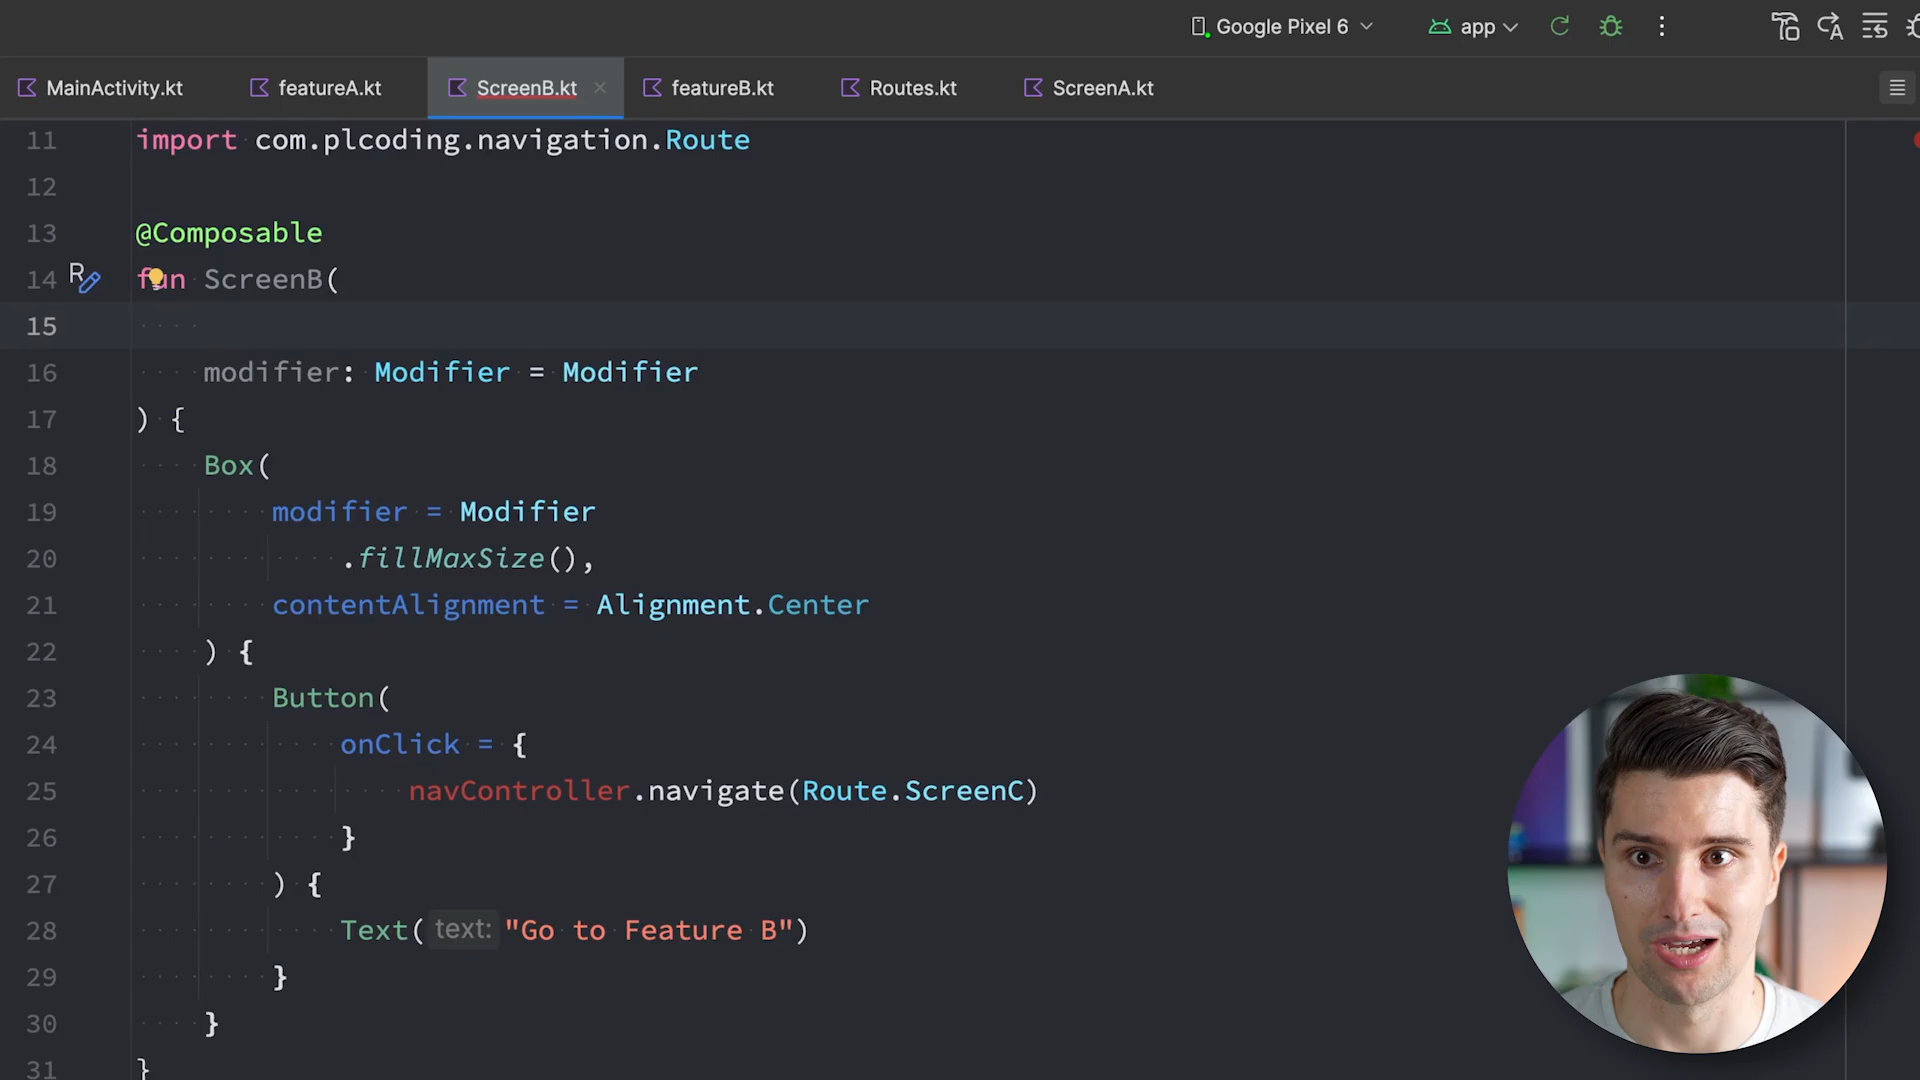 Google Pixel 6
app
MainActivity.kt
featureA.kt
ScreenB.kt
featureB.kt
Routes.kt
ScreenA.kt
11 import com.plcoding.navigation.Route
12
13 @Composable
14 fun ScreenB(
15
16 modifier: Modifier = Modifier
17 ) {
18 Box(
19 modifier = Modifier
20 .fillMaxSize(),
21 contentAlignment = Alignment.Center
22 ) {
23 Button(
24 onClick = {
25 navController.navigate(Route.ScreenC)
26 }
27 ) {
28 Text( text: "Go to Feature B")
29 }
30 }
31 }